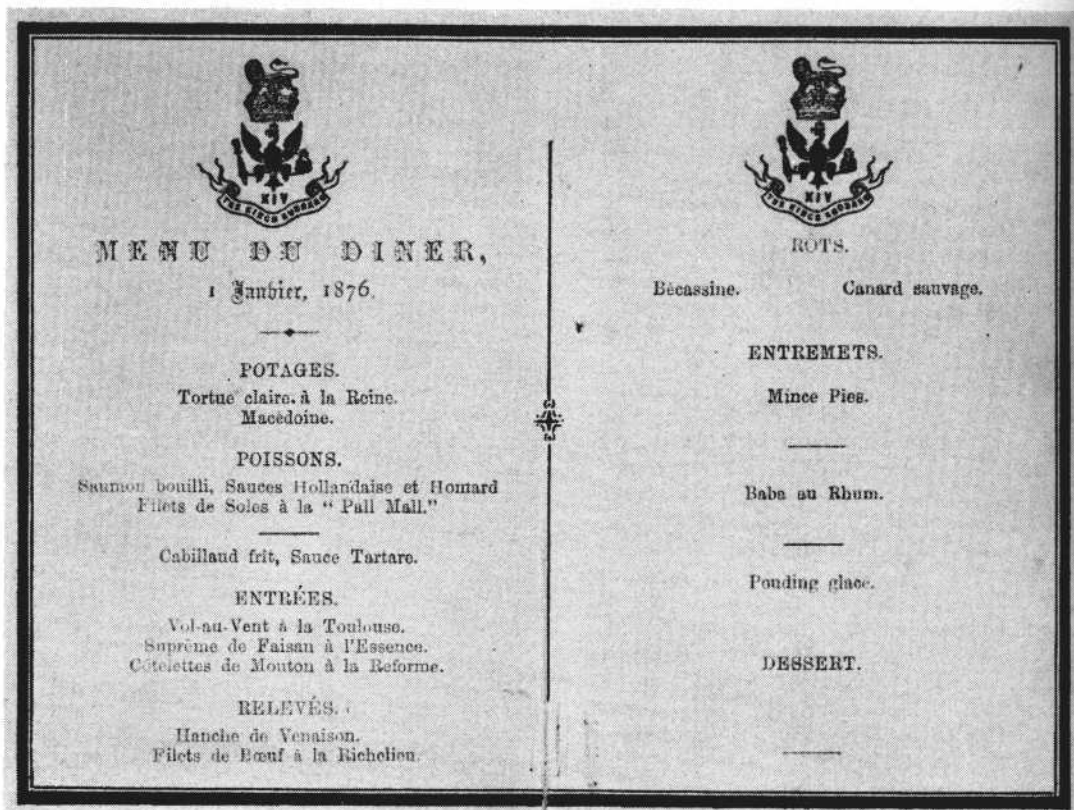 XIV
MENU DU DINER,
1 Janvier, 1876.
POTAGES.
Tortue claire. à la Reine.
Macèdoine.
POISSONS.
Saumon bouilli, Sauces Hollandaise et Homard
Filets de Soles à la “ Pall Mall.”
Cabillaud frit, Sauce Tartare.
ENTRÉES.
Vol-au-Vent à la Toulouse.
Suprème de Faisan à l'Essence.
Côtelettes de Mouton à la Reforme.
RELEVÉS.
Hanche de Venaison.
Filets de Bœuf à la Richelieu.
XIV
ROTS.
Bécassine. Canard sauvage.
ENTREMETS.
Mince Pies.
Baba au Rhum.
Pouding glace.
DESSERT.